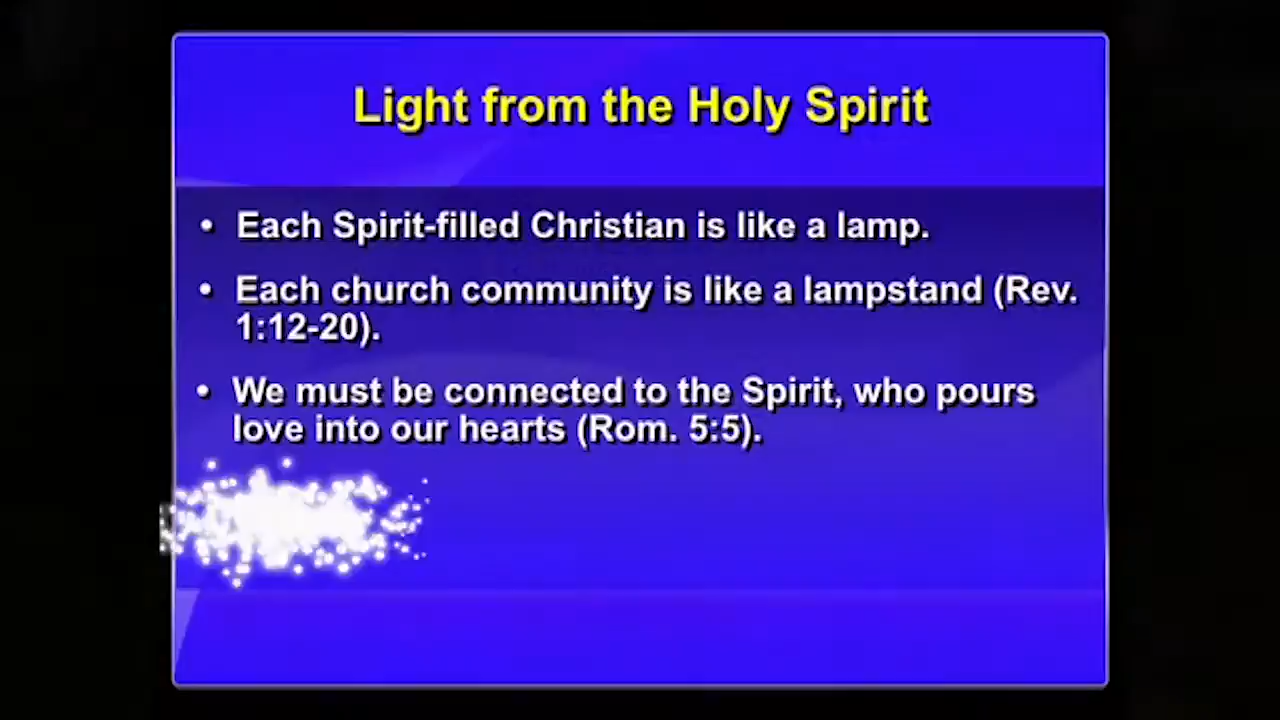 Light from the Holy Spirit
• Each Spirit-filled Christian is like a lamp.
• Each church community is like a lampstand (Rev.
1:12-20).
• We must be connected to the Spirit, who pours
love into our hearts (Rom. 5:5).